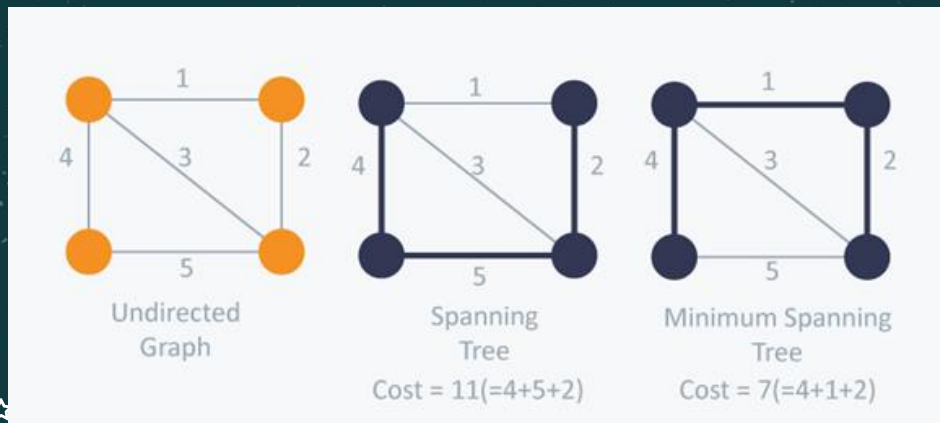 1
4
3
2
5
Undirected
Graph
1
4
3
2
5
Spanning
Tree
Cost = 11(=4+5+2)
1
4
3
2
5
Minimum Spanning
Tree
Cost = 7(=4+1+2)